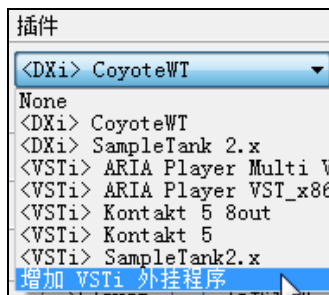 插件
<DXi> CoyoteWT
None
<DXi> CoyoteWT
<DXi> SampleTank 2.x
<VSTi> ARIA Player Multi
<VSTi> ARIA Player VST_x86
<VSTi> Kontakt 5 8out
<VSTi> Kontakt 5
<VSTi> SampleTank2.x
增加 VSTi 外挂程序